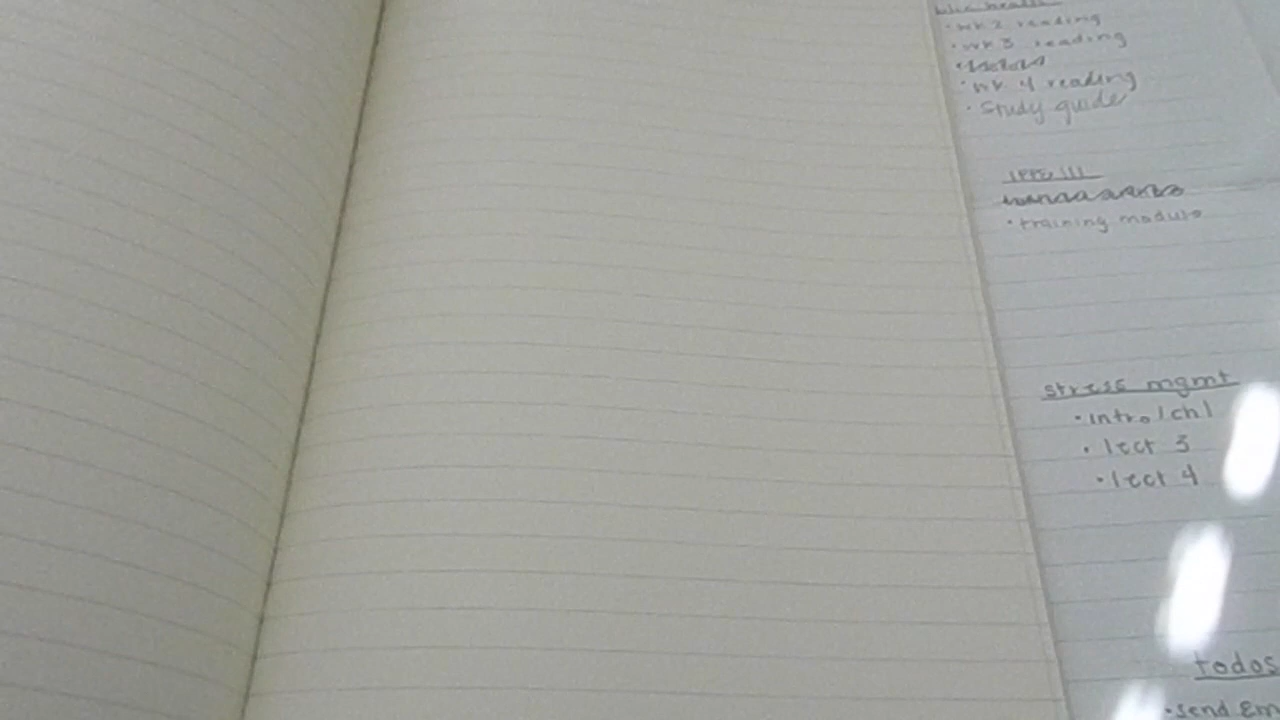 health
• wk 2 reading
• wk 3 reading
• wk 4 reading
• study guide
• training module
stress mgmt
• intro/ch1
• lect 3
• lect 4
todos
• send Em